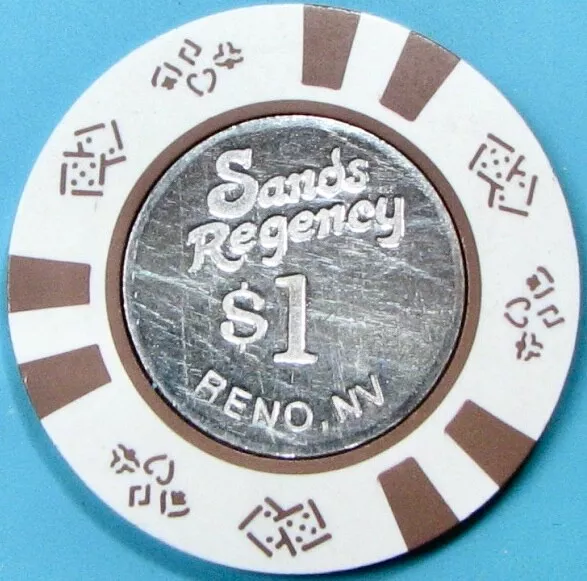 Sands
Regency
$1
RENO, NV